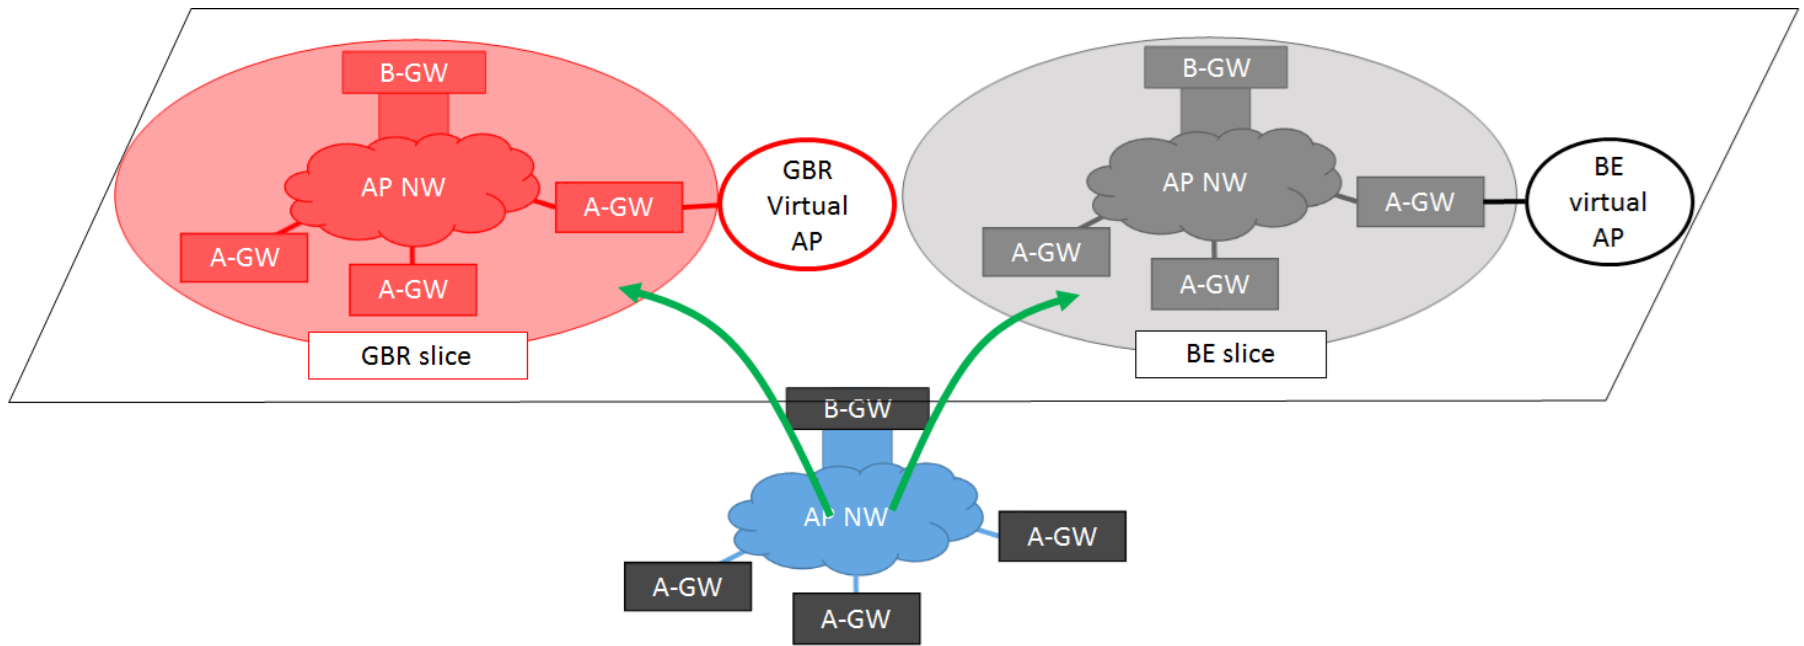 B-GW
AP NW
A-GW
A-GW
A-GW
GBR slice
GBR
Virtual
AP
B-GW
AP NW
A-GW
A-GW
A-GW
BE slice
BE
virtual
AP
B-GW
AP NW
A-GW
A-GW
A-GW